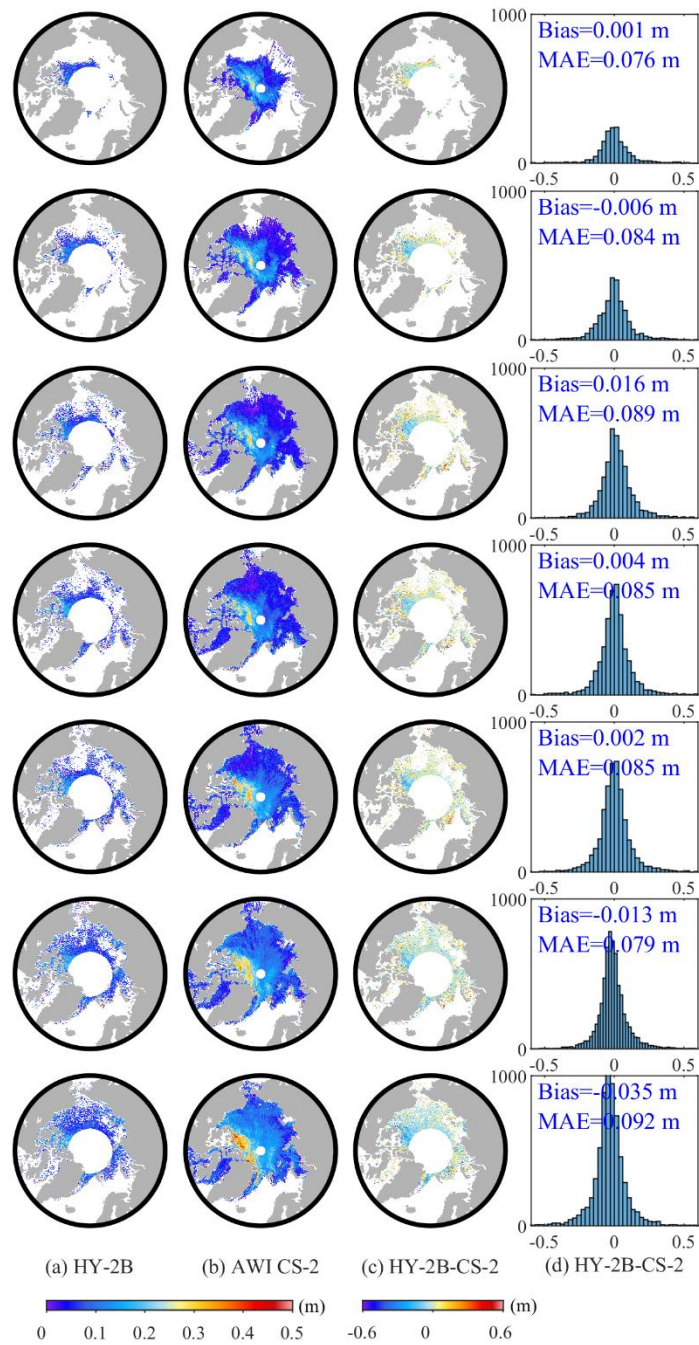 1000
Bias=0.001 m
MAE=0.076 m
0
-0.5 0 0.5
1000
Bias=-0.006 m
MAE=0.084 m
0
-0.5 0 0.5
1000
Bias=0.016 m
MAE=0.089 m
0
-0.5 0 0.5
1000
Bias=0.004 m
MAE=0.085 m
0
-0.5 0 0.5
1000
Bias=0.002 m
MAE=0.085 m
0
-0.5 0 0.5
1000
Bias=-0.013 m
MAE=0.079 m
0
-0.5 0 0.5
1000
Bias=-0.035 m
MAE=0.092 m
0
-0.5 0 0.5
(a) HY-2B (b) AWI CS-2 (c) HY-2B-CS-2 (d) HY-2B-CS-2
(m) (m)
0 0.1 0.2 0.3 0.4 0.5 -0.6 0 0.6